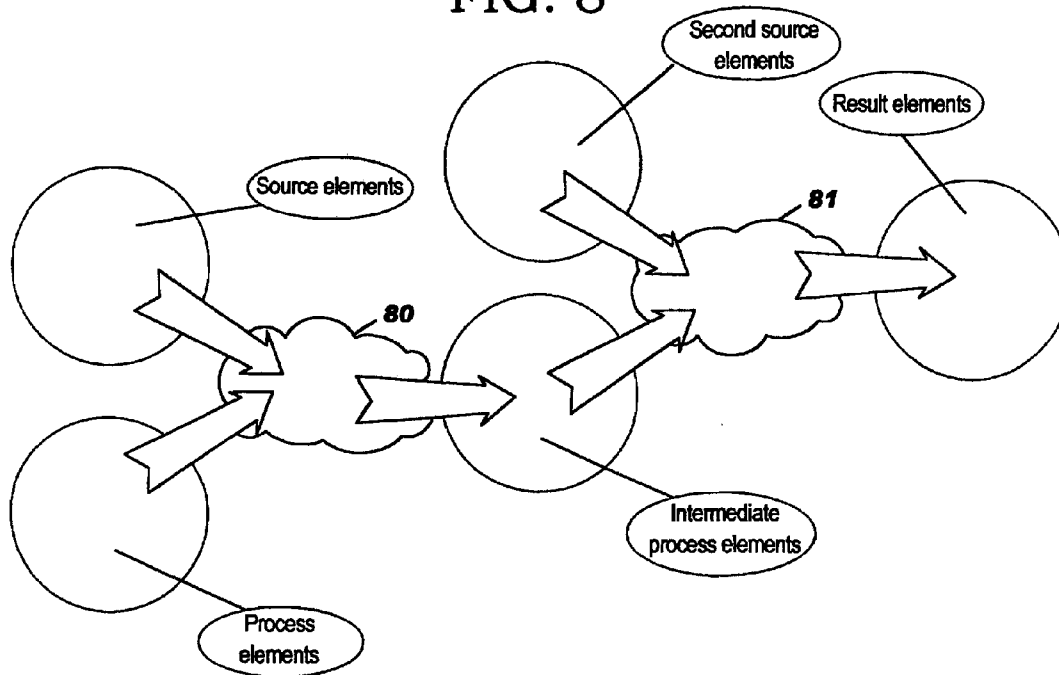 FIG. 8
Second source
elements
Result elements
Source elements
81
80
Intermediate
process elements
Process
elements